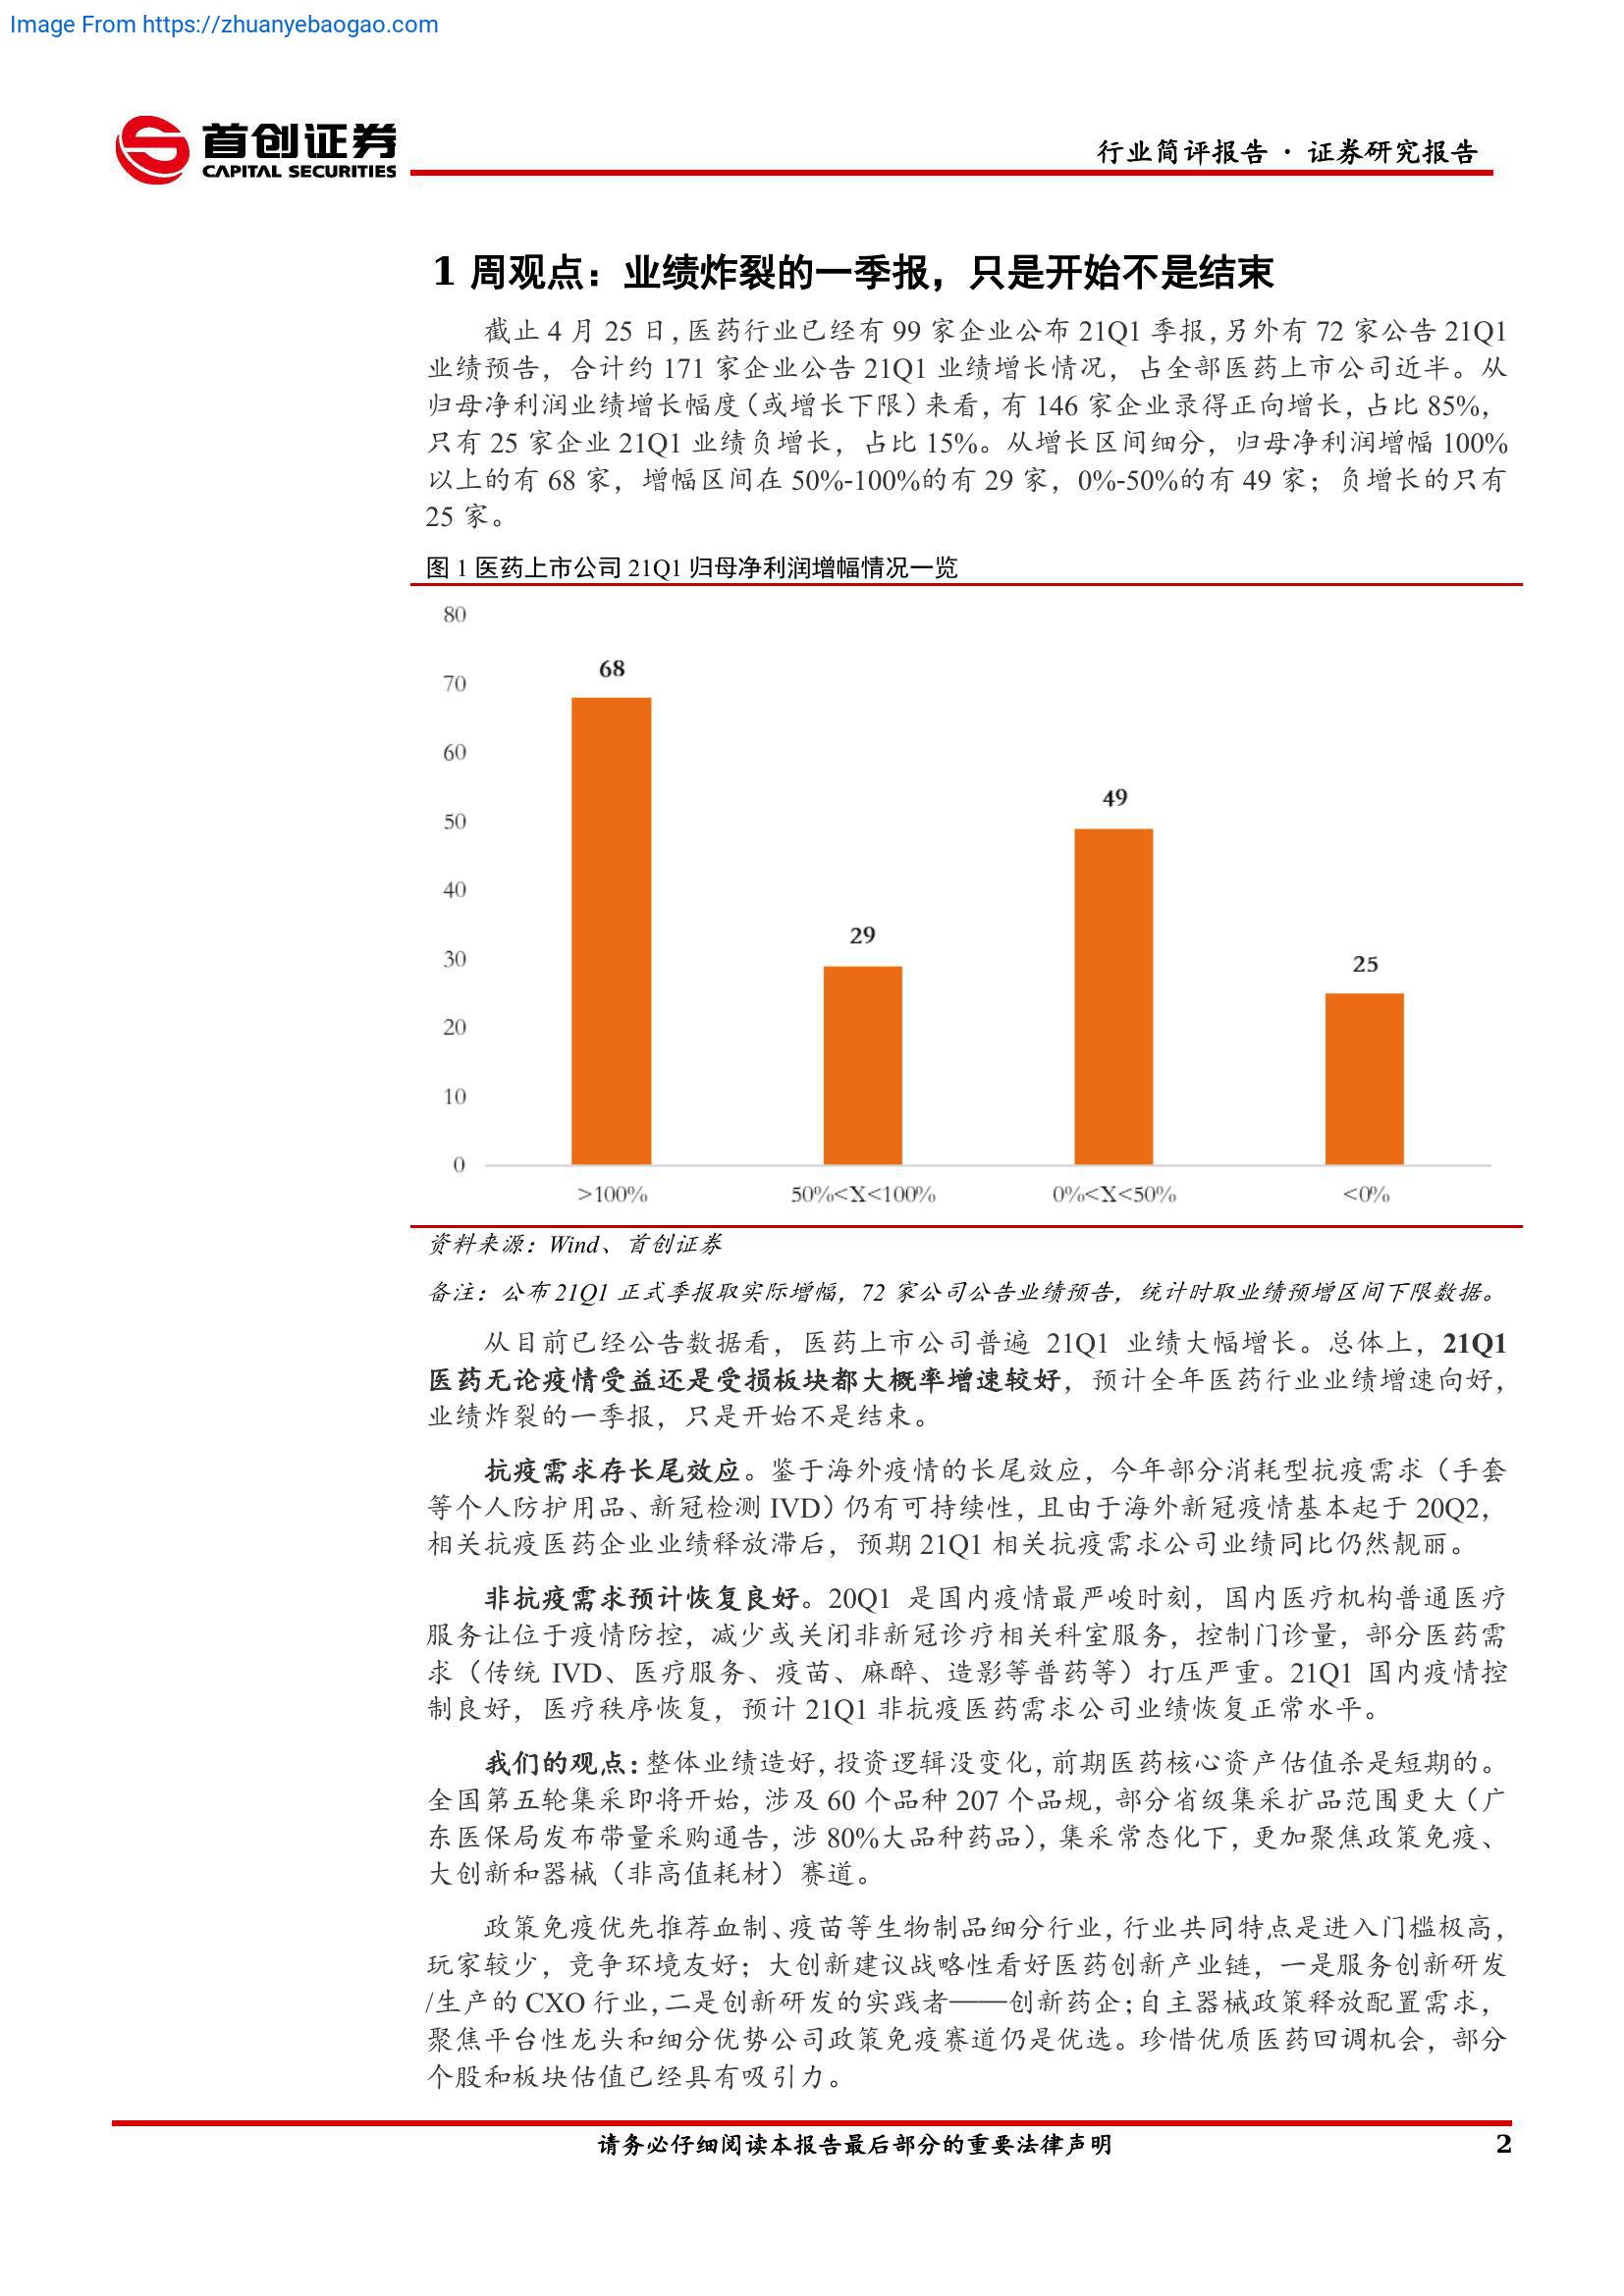 Image From https://zhuanyebaogao.com
首创证券
CAPITAL SECURITIES
行业简评报告 · 证券研究报告
1 周观点：业绩炸裂的一季报，只是开始不是结束
截止 4 月 25 日，医药行业已经有 99 家企业公布 21Q1 季报，另外有 72 家公告 21Q1
业绩预告，合计约 171 家企业公告 21Q1 业绩增长情况，占全部医药上市公司近半。从
归母净利润业绩增长幅度（或增长下限）来看，有 146 家企业录得正向增长，占比 85%，
只有 25 家企业 21Q1 业绩负增长，占比 15%。从增长区间细分，归母净利润增幅 100%
以上的有 68 家，增幅区间在 50%-100%的有 29 家，0%-50%的有 49 家；负增长的只有
25 家。
图 1 医药上市公司 21Q1 归母净利润增幅情况一览
80
70
60
50
40
30
20
10
0
68
29
49
25
>100%
50%<X<100%
0%<X<50%
<0%
资料来源：Wind、首创证券
备注：公布 21Q1 正式季报取实际增幅，72 家公司公告业绩预告，统计时取业绩预增区间下限数据。
从目前已经公告数据看，医药上市公司普遍 21Q1 业绩大幅增长。总体上，21Q1
医药无论疫情受益还是受损板块都大概率增速较好，预计全年医药行业业绩增速向好，
业绩炸裂的一季报，只是开始不是结束。
抗疫需求存长尾效应。鉴于海外疫情的长尾效应，今年部分消耗型抗疫需求（手套
等个人防护用品、新冠检测 IVD）仍有可持续性，且由于海外新冠疫情基本起于 20Q2，
相关抗疫医药企业业绩释放滞后，预期 21Q1 相关抗疫需求公司业绩同比仍然靓丽。
非抗疫需求预计恢复良好。20Q1 是国内疫情最严峻时刻，国内医疗机构普通医疗
服务让位于疫情防控，减少或关闭非新冠诊疗相关科室服务，控制门诊量，部分医药需
求（传统 IVD、医疗服务、疫苗、麻醉、造影等普药等）打压严重。21Q1 国内疫情控
制良好，医疗秩序恢复，预计 21Q1 非抗疫医药需求公司业绩恢复正常水平。
我们的观点：整体业绩造好，投资逻辑没变化，前期医药核心资产估值杀是短期的。
全国第五轮集采即将开始，涉及 60 个品种 207 个品规，部分省级集采扩品范围更大（广
东医保局发布带量采购通告，涉 80%大品种药品），集采常态化下，更加聚焦政策免疫、
大创新和器械（非高值耗材）赛道。
政策免疫优先推荐血制、疫苗等生物制品细分行业，行业共同特点是进入门槛极高，
玩家较少，竞争环境友好；大创新建议战略性看好医药创新产业链，一是服务创新研发
/生产的 CXO 行业，二是创新研发的实践者——创新药企；自主器械政策释放配置需求，
聚焦平台性龙头和细分优势公司政策免疫赛道仍是优选。珍惜优质医药回调机会，部分
个股和板块估值已经具有吸引力。
请务必仔细阅读本报告最后部分的重要法律声明
2